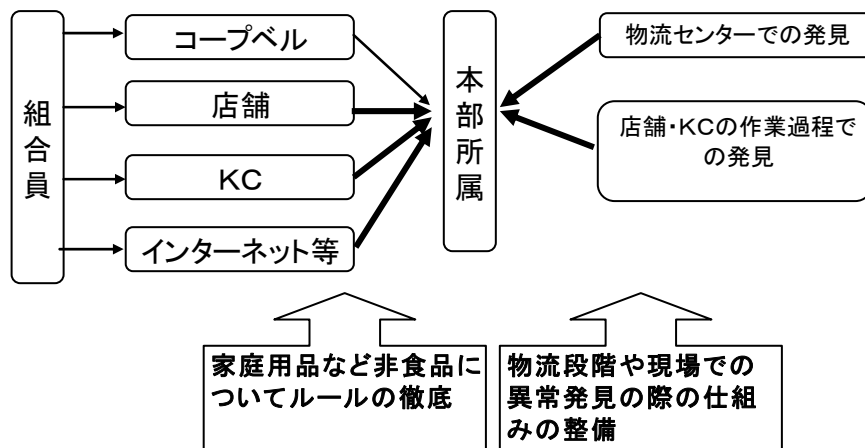 組合員
コープベル
店舗
KC
インターネット等
本部所属
物流センターでの発見
店舗・KCの作業過程で
の発見
家庭用品など非食品に
ついてルールの徹底
物流段階や現場での
異常発見の際の仕組
みの整備